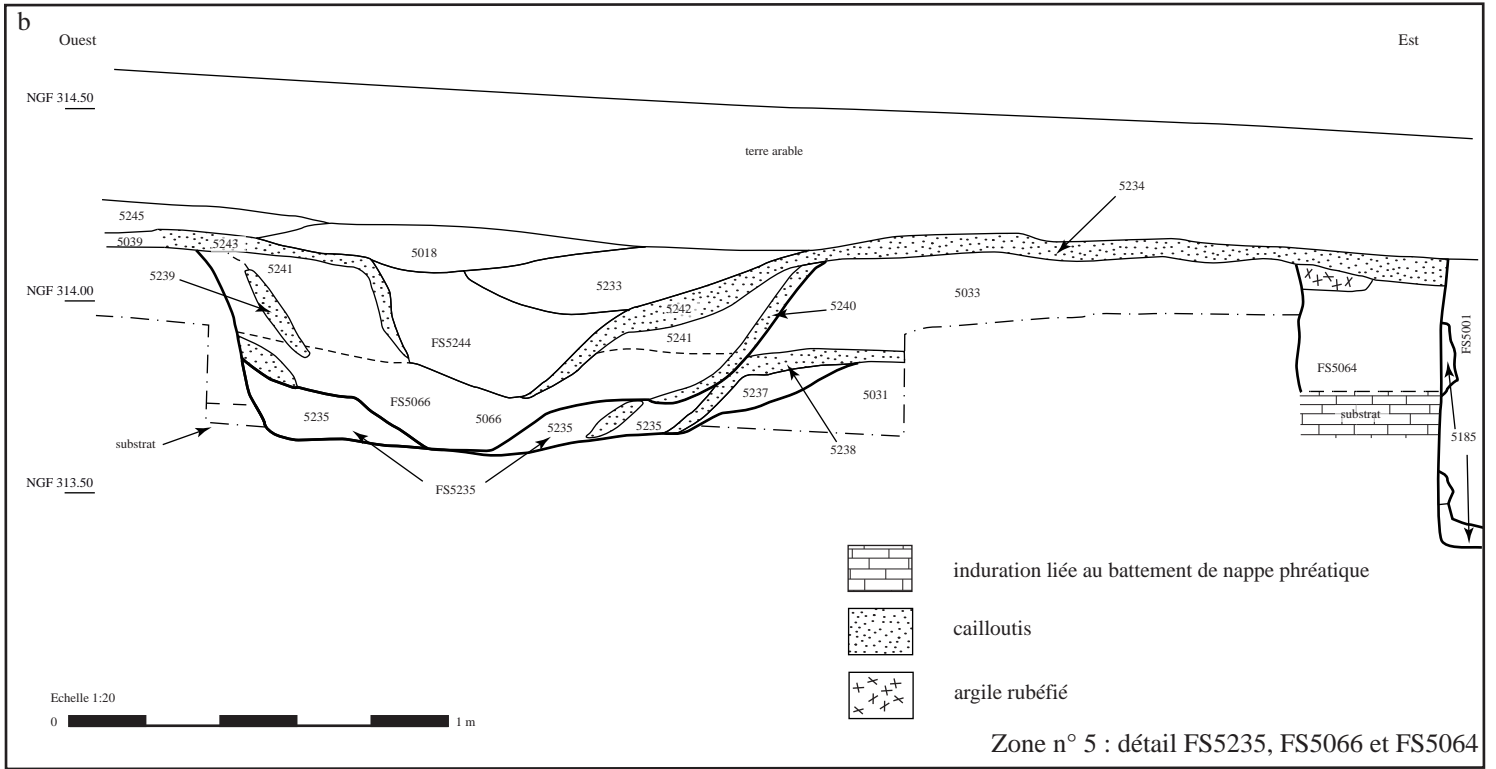 b
Ouest
Est
NGF 314.50
terre arable
5234
5245
5039
5243
5018
5241
5239
5233
NGF 314.00
5242
5240
5033
5241
FS5244
FS5001
FS5064
FS5066
5237
5031
5235
5066
5235
5235
substrat
substrat
5238
5185
NGF 313.50
FS5235
induration liée au battement de nappe phréatique
cailloutis
argile rubéfié
Echelle 1:20
0
1 m
Zone n° 5 : détail FS5235, FS5066 et FS5064